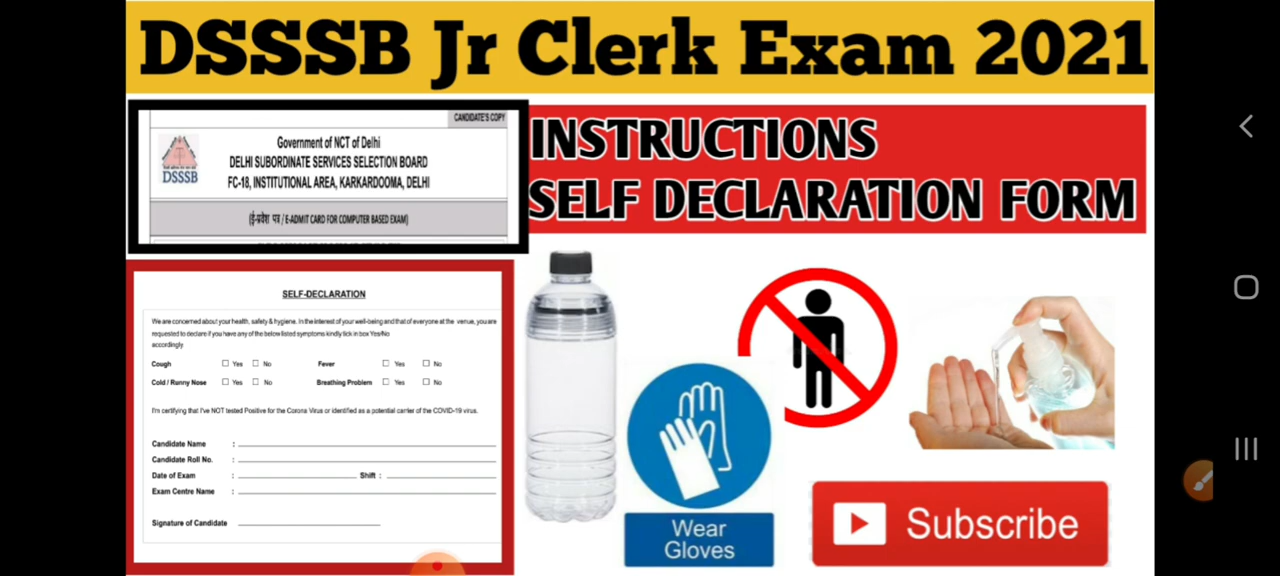 DSSSB Jr Clerk Exam 2021
CANDIDATE'S COPY
Government of NCT of Delhi
DELHI SUBORDINATE SERVICES SELECTION BOARD
FC-18, INSTITUTIONAL AREA, KARKARDOOMA, DELHI
DSSSB
(ई-प्रवेश पत्र / E-ADMIT CARD FOR COMPUTER BASED EXAM)
INSTRUCTIONS
SELF DECLARATION FORM
SELF-DECLARATION
We are concerned about your health, safety & hygiene. In the interest of your well-being and that of everyone at the venue, you are
requested to declare if you have any of the below listed symptoms kindly tick in box Yes/No
accordingly
Cough Yes No Fever Yes No
Cold / Runny Nose Yes No Breathing Problem Yes No
I'm certifying that I've NOT tested Positive for the Corona Virus or identified as a potential carrier of the COVID-19 virus.
Candidate Name :
Candidate Roll No. :
Date of Exam : Shift :
Exam Centre Name :
Signature of Candidate
Wear
Gloves
Subscribe